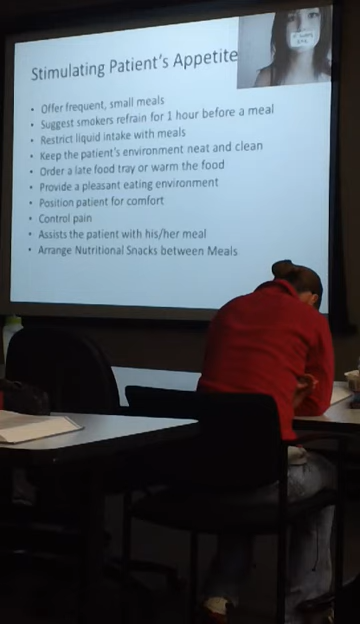 Stimulating Patient's Appetite
• Offer frequent, small meals
• Suggest smokers refrain for 1 hour before a meal
• Restrict liquid intake with meals
• Keep the patient's environment neat and clean
• Order a late food tray or warm the food
• Provide a pleasant eating environment
• Position patient for comfort
• Control pain
• Assists the patient with his/her meal
• Arrange Nutritional Snacks between Meals